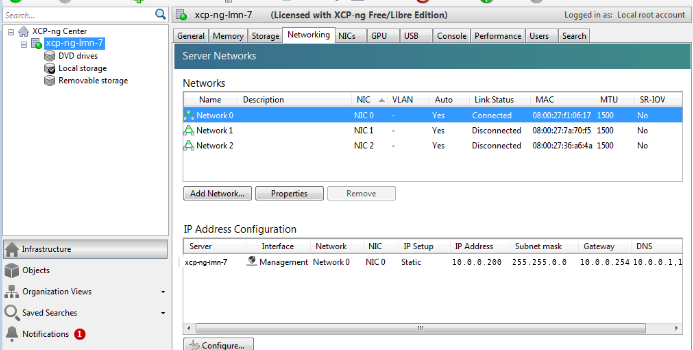 Search...
XCP-ng Center
xcp-ng-lmn-7
DVD drives
Local storage
Removable storage
Infrastructure
Objects
Organization Views
Saved Searches
Notifications 1
xcp-ng-lmn-7 (Licensed with XCP-ng Free/Libre Edition) Logged in as: Local root account
General Memory Storage Networking NICs GPU USB Console Performance Users Search
Server Networks
Networks
Name Description NIC VLAN Auto Link Status MAC MTU SR-IOV
Network 0 NIC 0 - Yes Connected 08:00:27:f1:06:17 1500 No
Network 1 NIC 1 - Yes Disconnected 08:00:27:7a:70:f5 1500 No
Network 2 NIC 2 - Yes Disconnected 08:00:27:36:a6:4a 1500 No
Add Network... Properties Remove
IP Address Configuration
Server Interface Network NIC IP Setup IP Address Subnet mask Gateway DNS
xcp-ng-lmn-7 Management Network 0 NIC 0 Static 10.0.0.200 255.255.0.0 10.0.0.254 10.0.0.1,1
Configure...